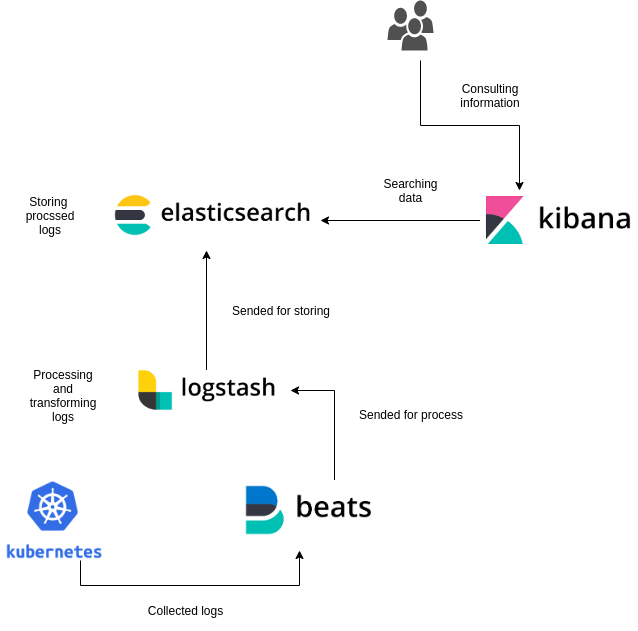 Consulting
information
Searching
data
Storing
procssed
logs
elasticsearch
kibana
Sended for storing
Processing
and
transforming
logs
logstash
Sended for process
beats
kubernetes
Collected logs